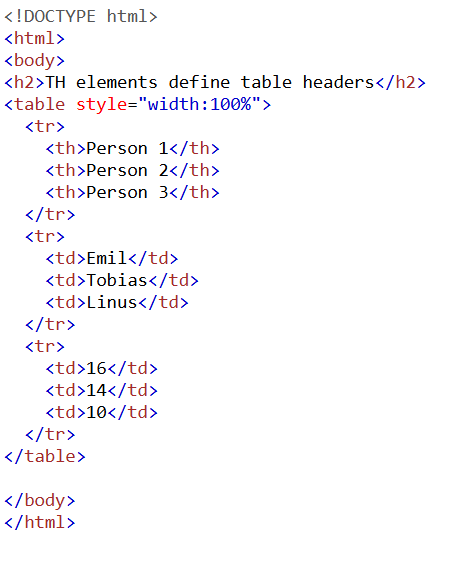 <!DOCTYPE html>
<html>
<body>
<h2>TH elements define table headers</h2>
<table style="width:100%">
  <tr>
    <th>Person 1</th>
    <th>Person 2</th>
    <th>Person 3</th>
  </tr>
  <tr>
    <td>Emil</td>
    <td>Tobias</td>
    <td>Linus</td>
  </tr>
  <tr>
    <td>16</td>
    <td>14</td>
    <td>10</td>
  </tr>
</table>

</body>
</html>